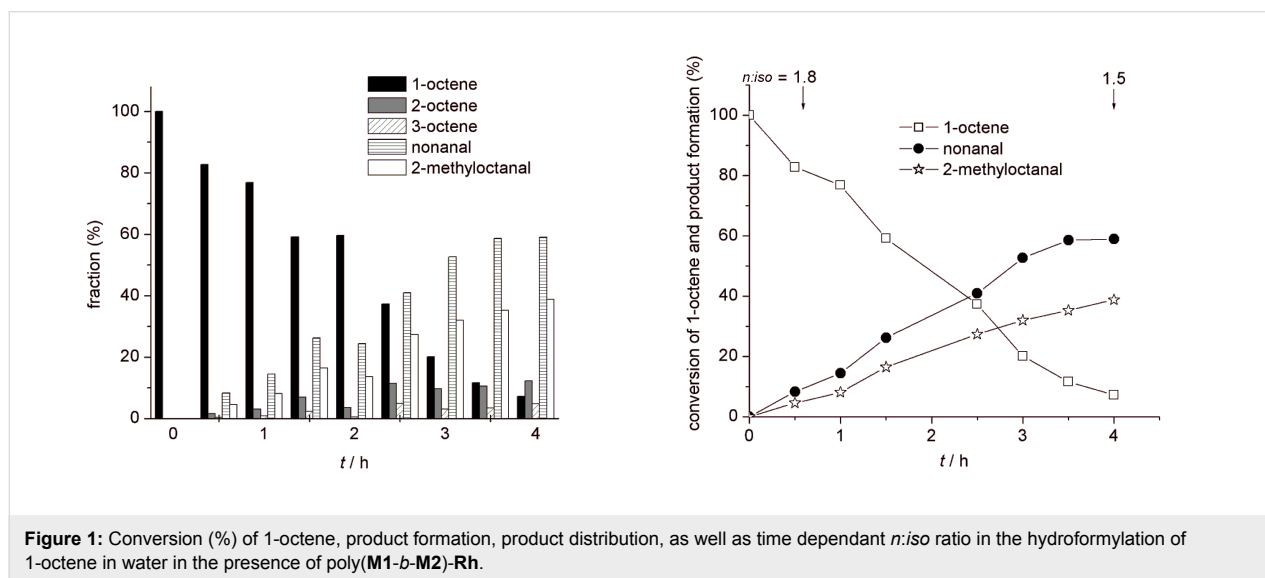 1-octene
2-octene
3-octene
nonanal
2-methyloctanal
100
80
60
40
20
0
fraction (%)
0 1 2 3 4
t / h
n:iso = 1.8
1.5
1-octene
nonanal
2-methyloctanal
100
80
60
40
20
0
conversion of 1-octene and product formation (%)
0 1 2 3 4
t / h
Figure 1: Conversion (%) of 1-octene, product formation, product distribution, as well as time dependant n:iso ratio in the hydroformylation of
1-octene in water in the presence of poly(M1-b-M2)-Rh.